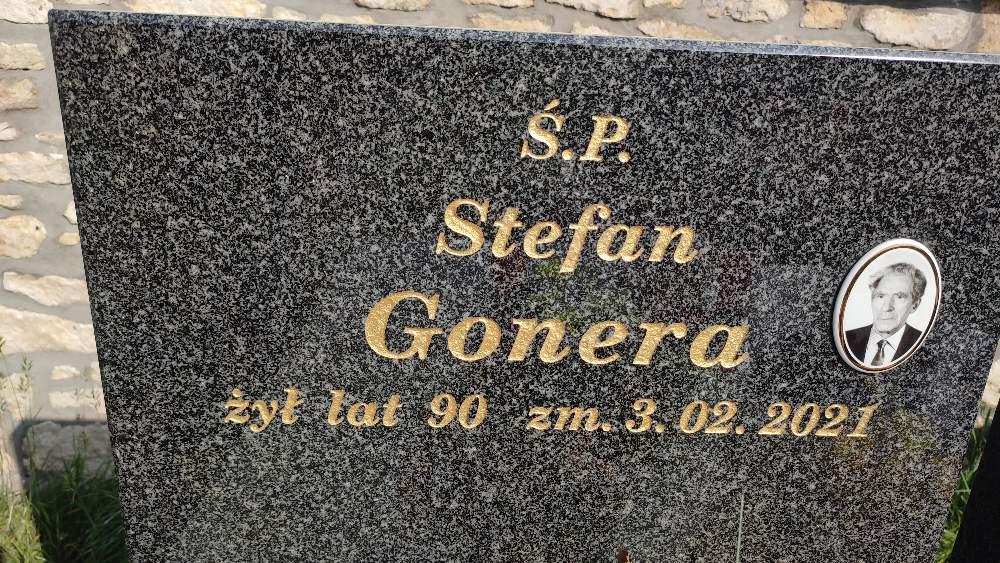 Ś.P.
Stefan
Gonera
żył lat 90 zm. 3. 02. 2021